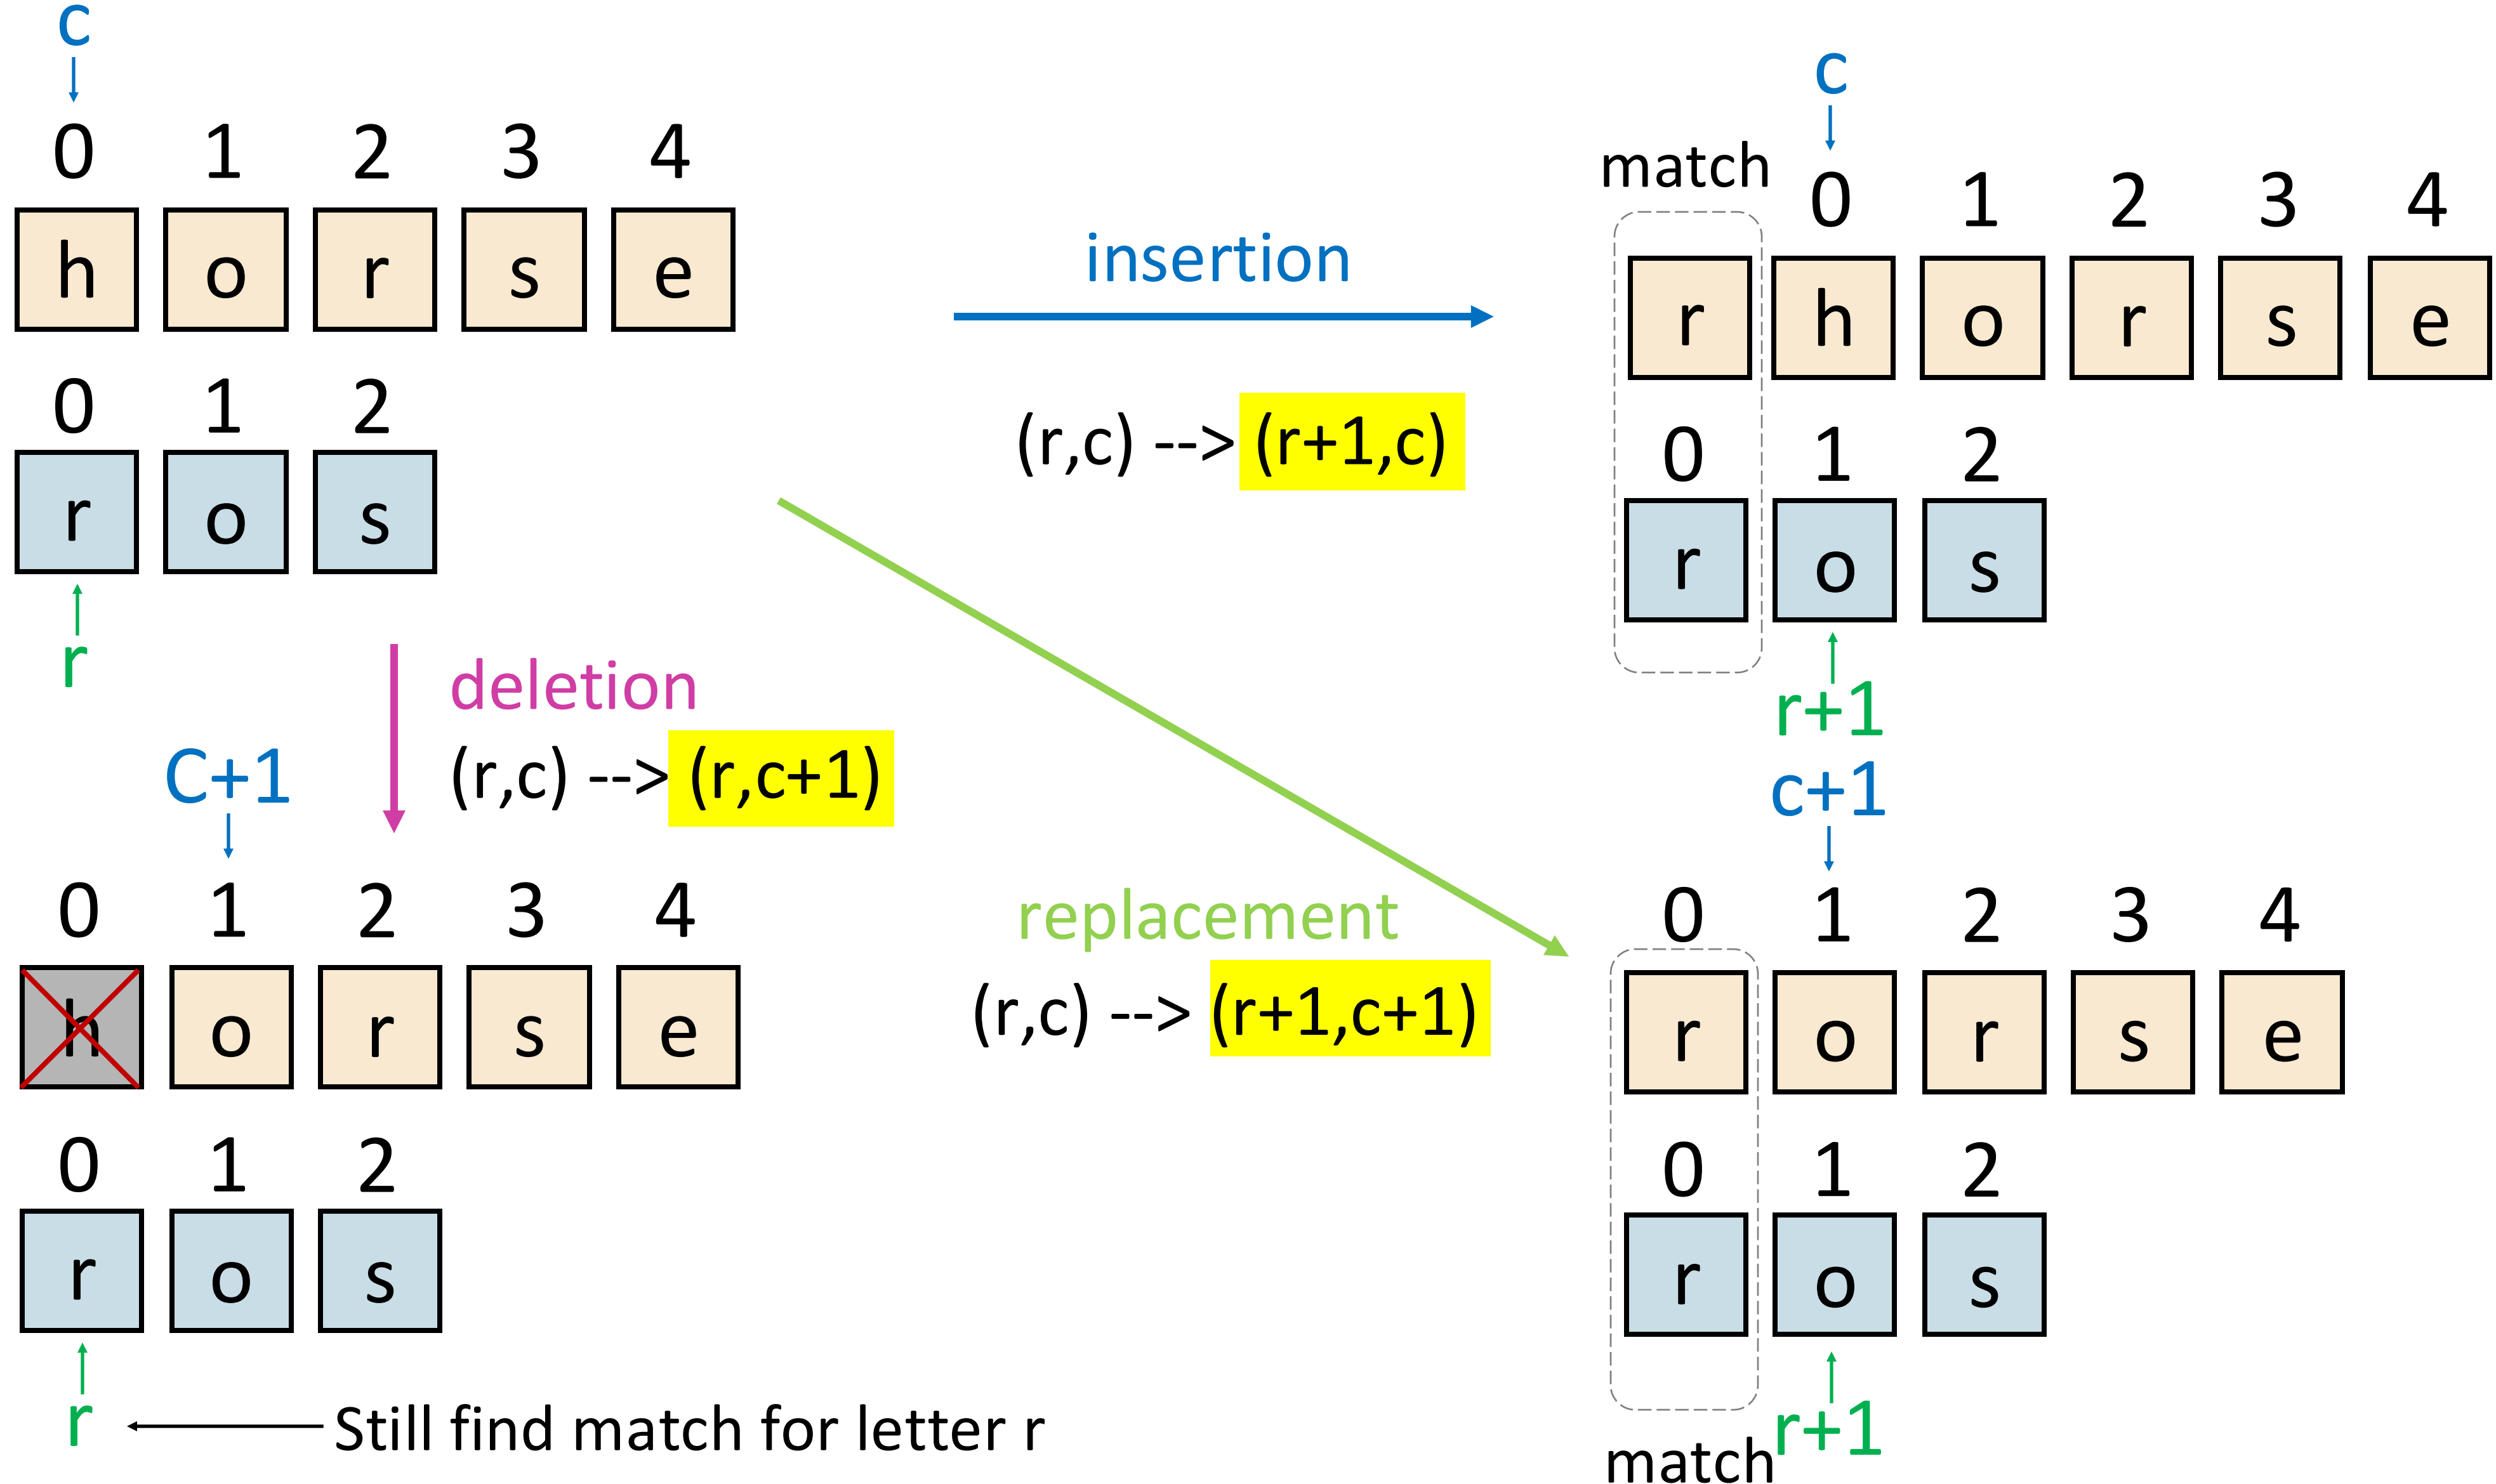 c
0 1 2 3 4
h o r s e
0 1 2
r o s
r
insertion
(r,c) --> (r+1,c)
c
match
0 1 2 3 4
r h o r s e
0 1 2
r o s
r+1
deletion
(r,c) --> (r,c+1)
C+1
0 1 2 3 4
h o r s e
0 1 2
r o s
r
Still find match for letter r
replacement
(r,c) --> (r+1,c+1)
c+1
0 1 2 3 4
r o r s e
0 1 2
r o s
r+1
match